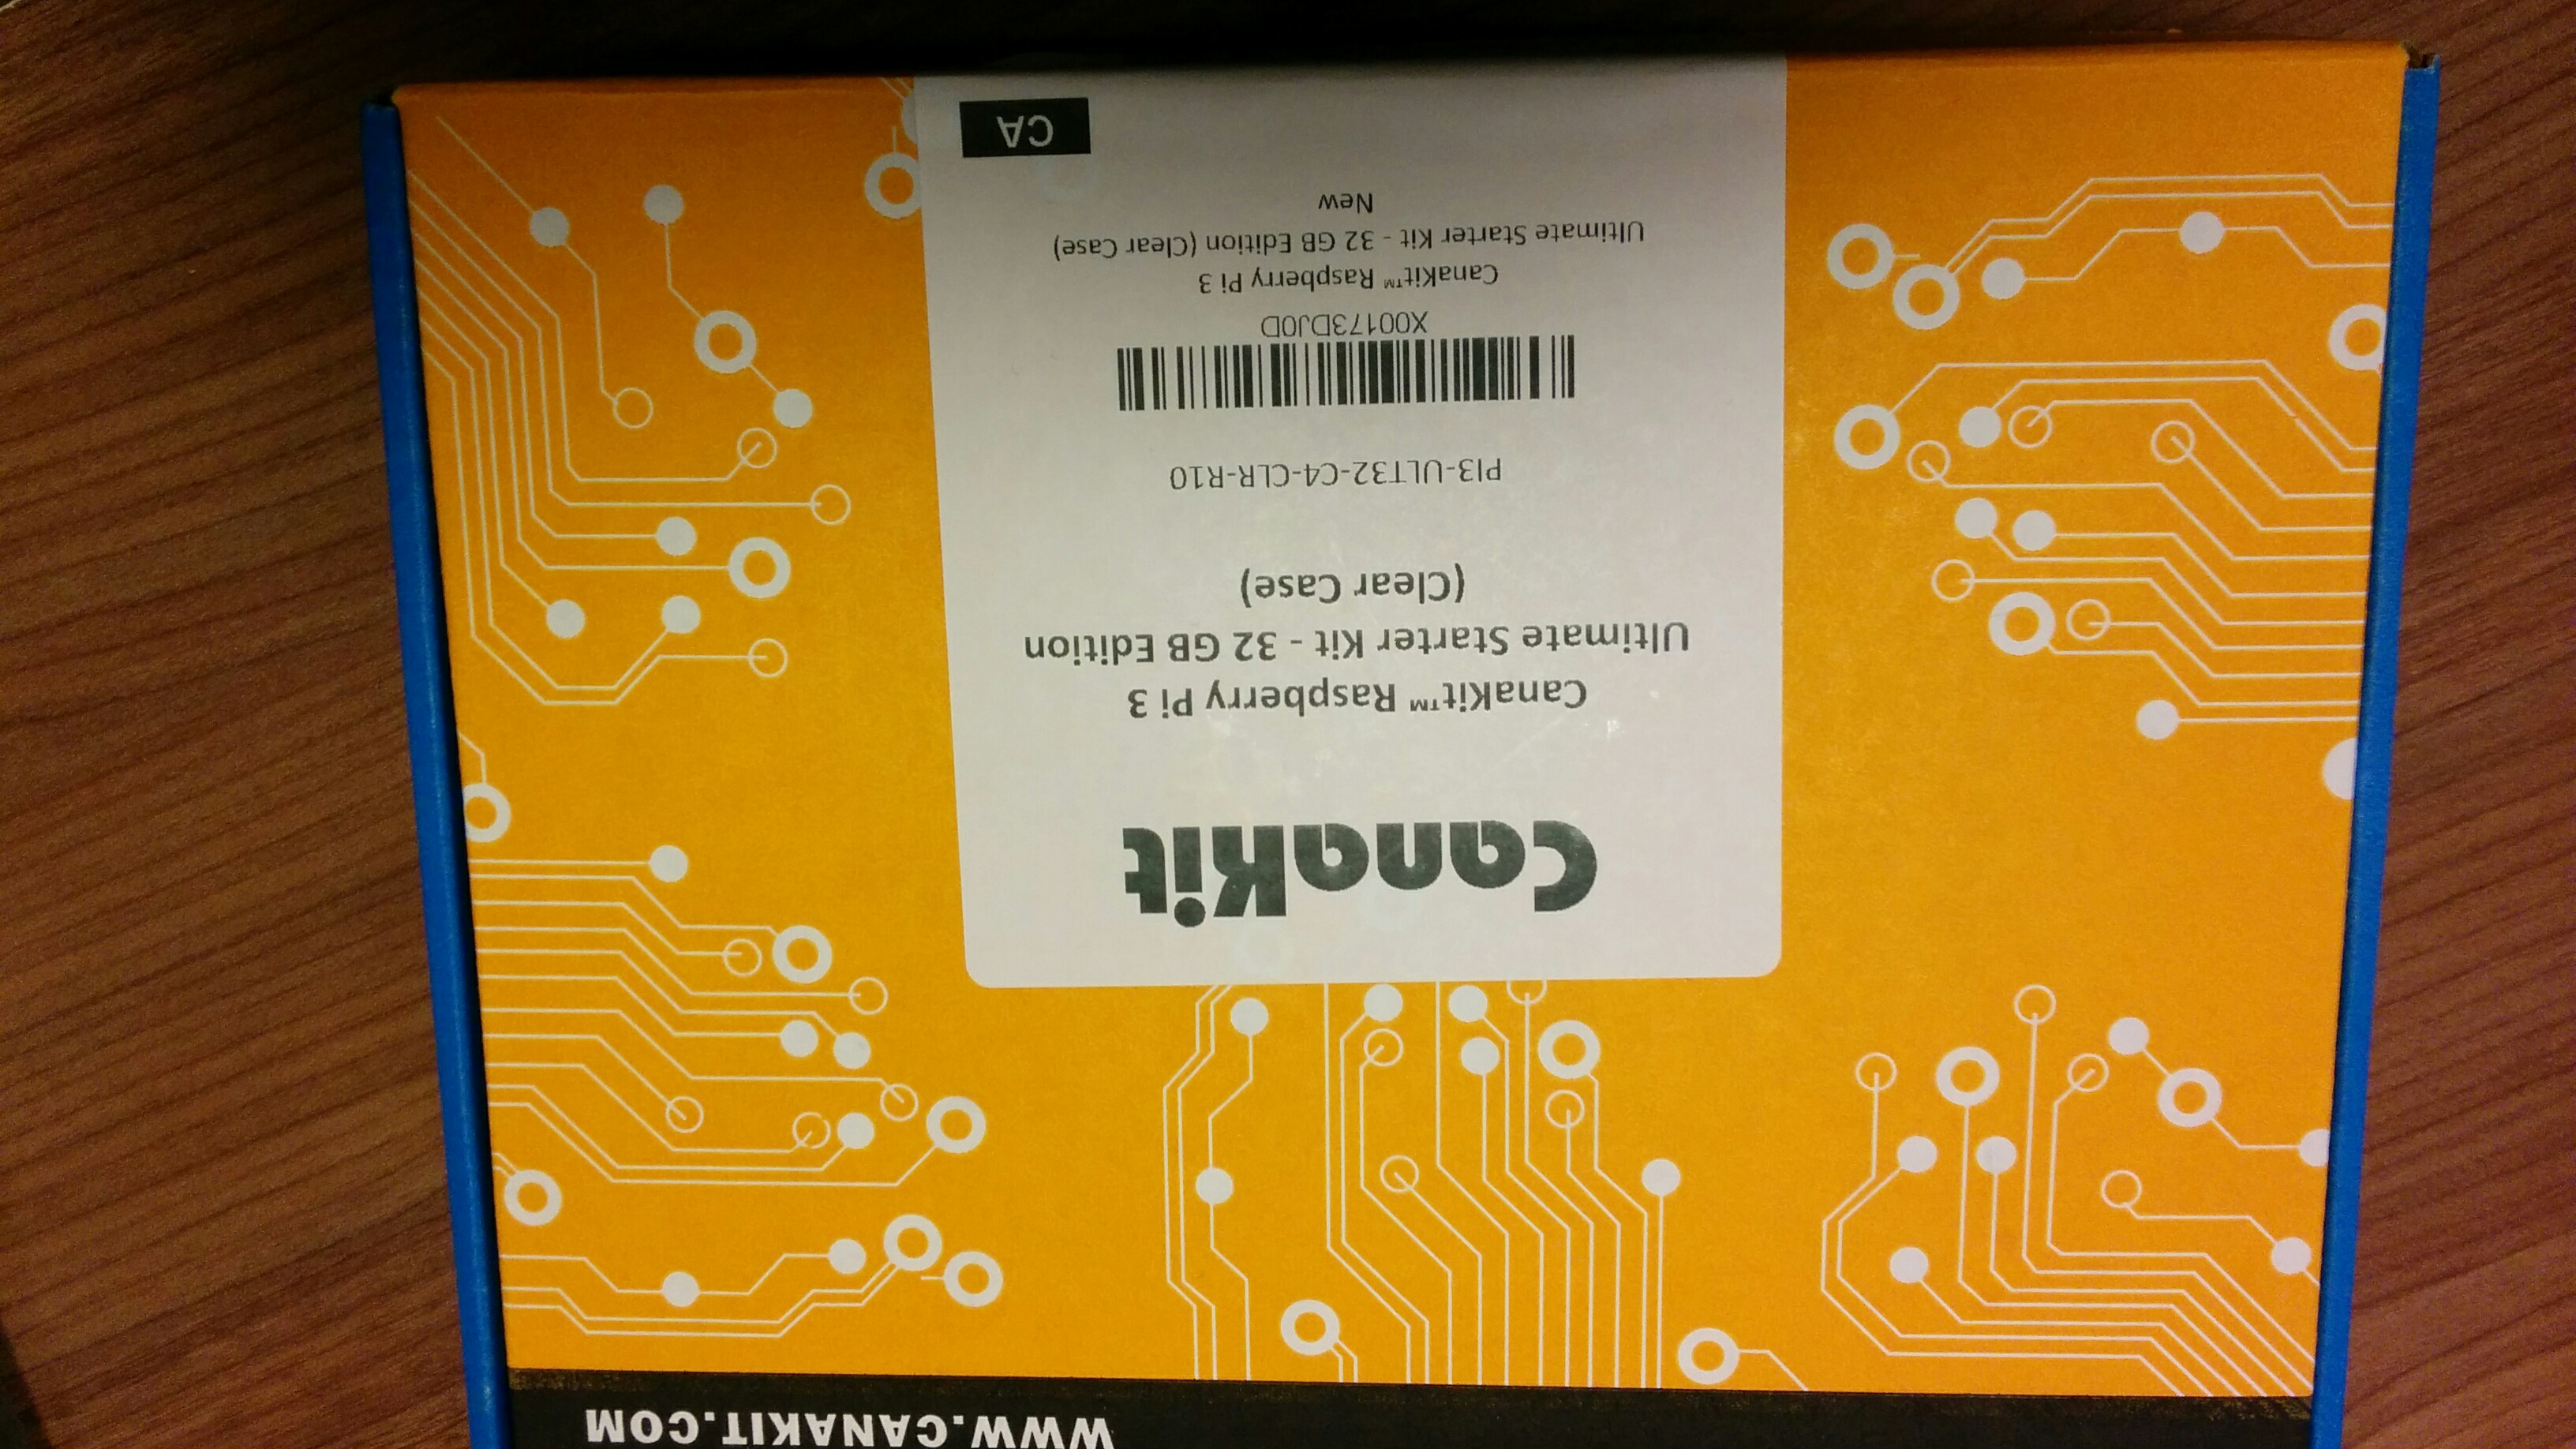 WWW.CANAKIT.COM
CanaKit
CanaKit™ Raspberry Pi 3
Ultimate Starter Kit - 32 GB Edition
(Clear Case)
PI3-ULT32-C4-CLR-R10
X00173DJ0D
CanaKit™ Raspberry Pi 3
Ultimate Starter Kit - 32 GB Edition (Clear Case)
New
CA